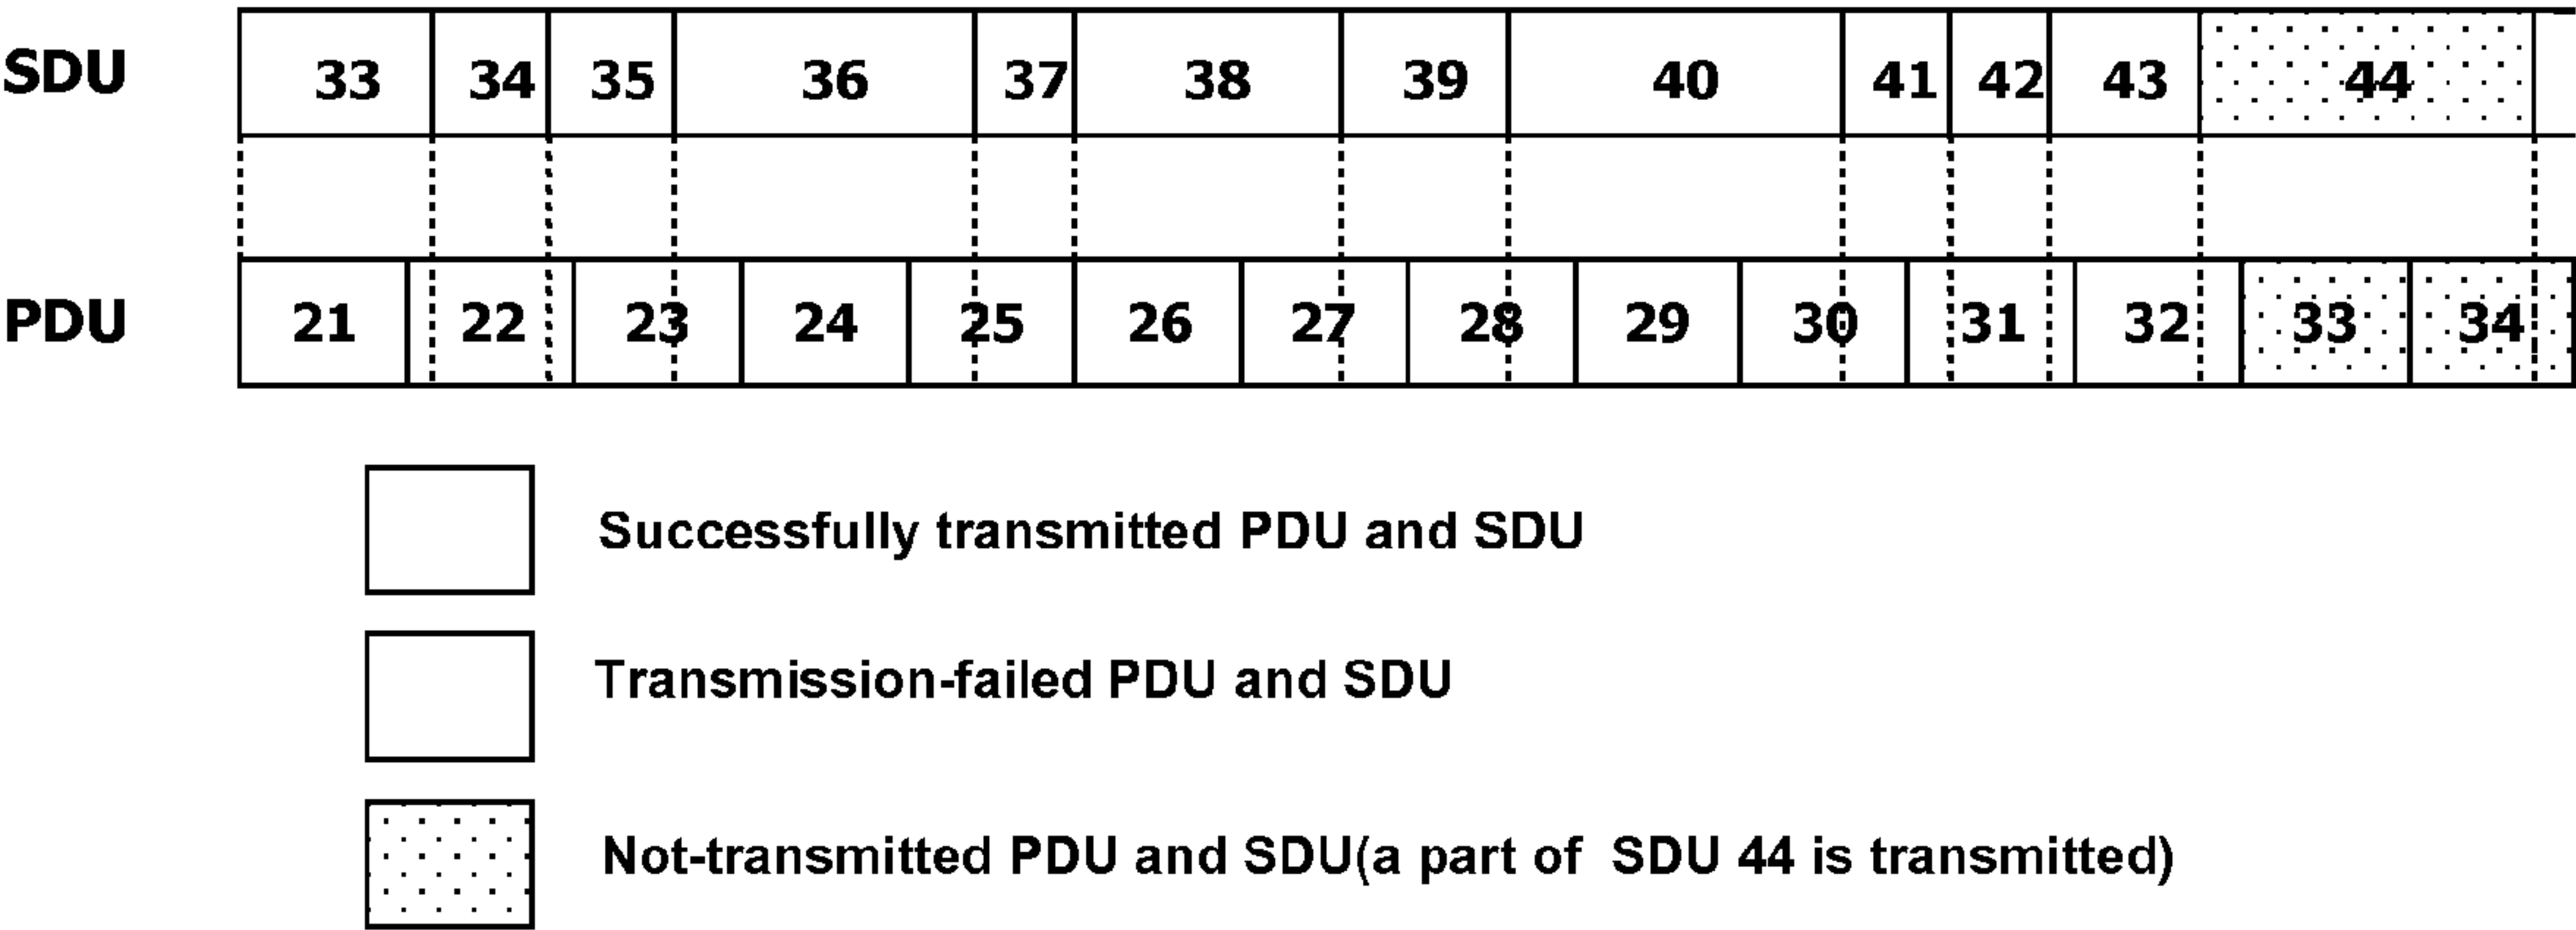 SDU 33 34 35 36 37 38 39 40 41 42 43 44
PDU 21 22 23 24 25 26 27 28 29 30 31 32 33 34
Successfully transmitted PDU and SDU
Transmission-failed PDU and SDU
Not-transmitted PDU and SDU(a part of SDU 44 is transmitted)